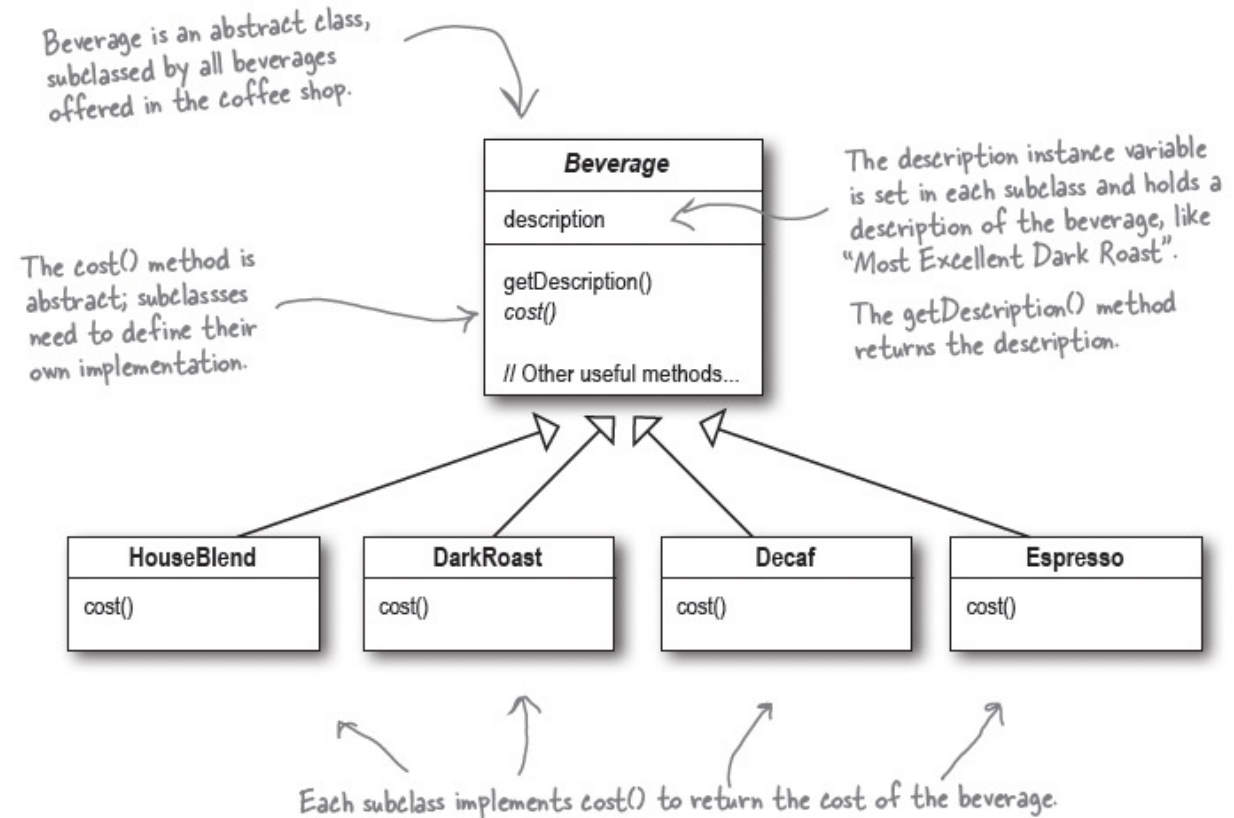 Beverage is an abstract class,
subclassed by all beverages
offered in the coffee shop.
Beverage
description
getDescription()
cost()
// Other useful methods...
The description instance variable
is set in each subclass and holds a
description of the beverage, like
“Most Excellent Dark Roast”.
The getDescription() method
returns the description.
The cost() method is
abstract; subclassses
need to define their
own implementation.
HouseBlend
cost()
DarkRoast
cost()
Decaf
cost()
Espresso
cost()
Each subclass implements cost() to return the cost of the beverage.